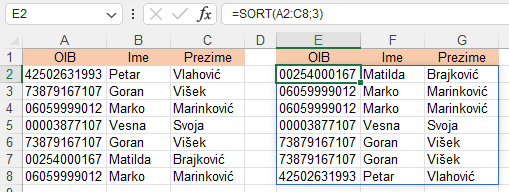 E2 fx =SORT(A2:C8;3)
A B C D E F G
1 OIB Ime Prezime OIB Ime Prezime
2 42502631993 Petar Vlahović 00254000167 Matilda Brajković
3 73879167107 Goran Višek 06059999012 Marko Marinković
4 06059999012 Marko Marinković 06059999012 Marko Marinković
5 00003877107 Vesna Svoja 00003877107 Vesna Svoja
6 73879167107 Goran Višek 73879167107 Goran Višek
7 00254000167 Matilda Brajković 73879167107 Goran Višek
8 06059999012 Marko Marinković 42502631993 Petar Vlahović